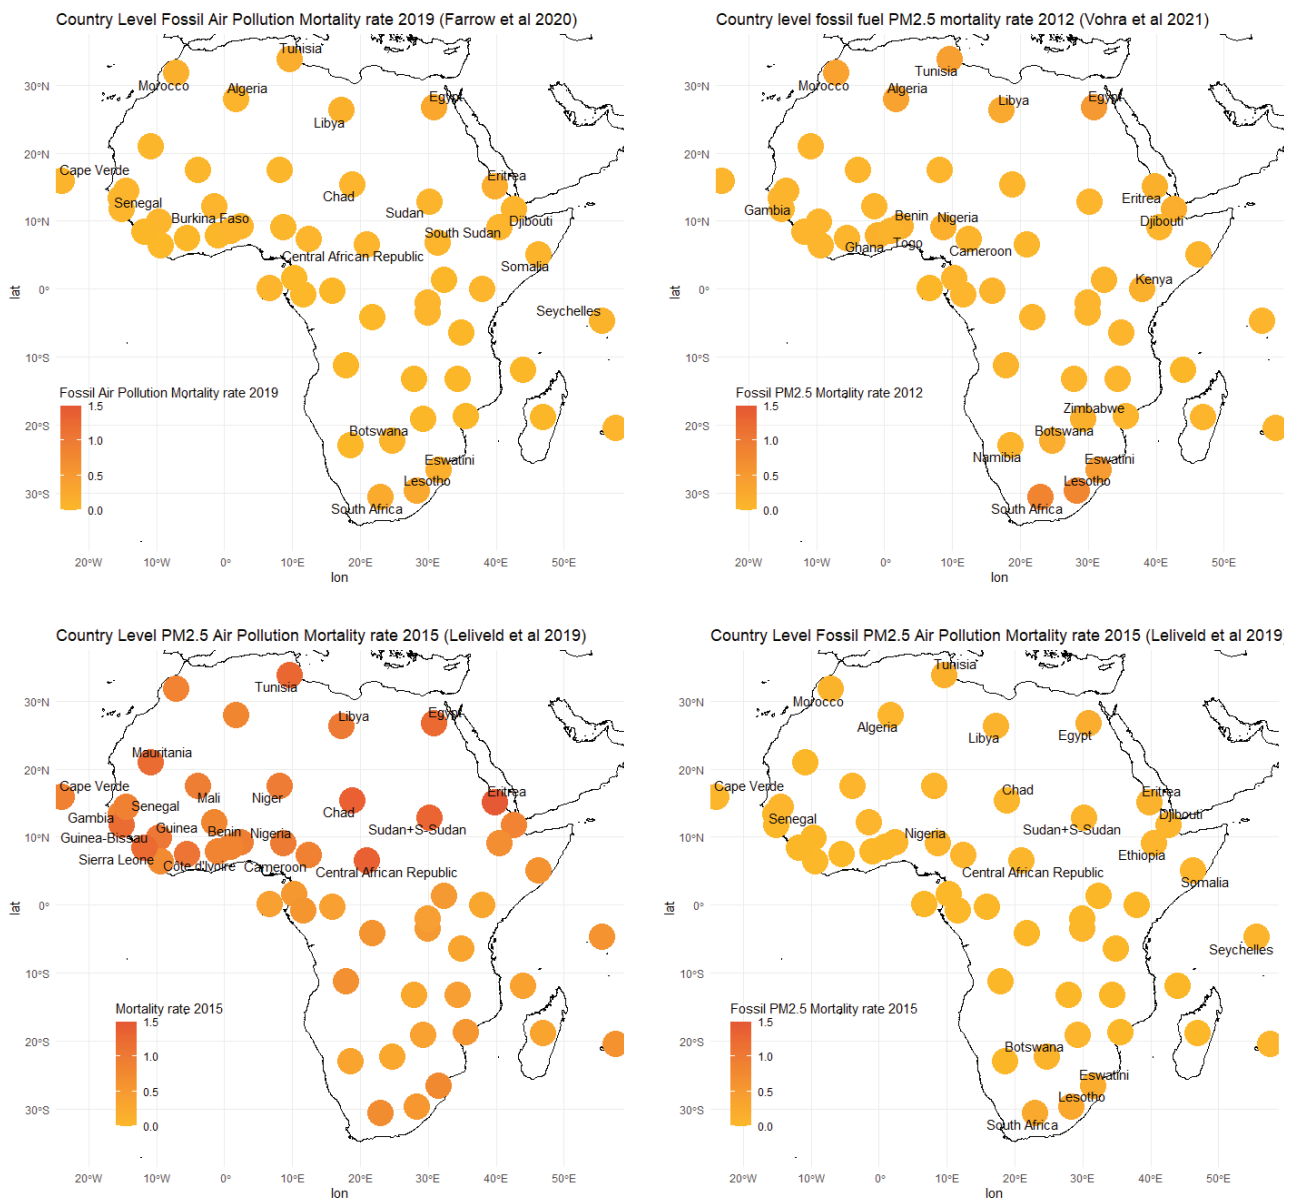 Country Level Fossil Air Pollution Mortality rate 2019 (Farrow et al 2020)
Tunisia
30°N
Morocco
Algeria
Egypt
Libya
20°N
Cape Verde
Eritrea
Chad
Senegal
Sudan
10°N
Burkina Faso
Djibouti
South Sudan
Central African Republic
Somalia
lat
0°
Seychelles
10°S
Fossil Air Pollution Mortality rate 2019
1.5
1.0
0.5
0.0
20°S
Botswana
Eswatini
Lesotho
30°S
South Africa
20°W
10°W
0°
10°E
20°E
30°E
40°E
50°E
lon
Country level fossil fuel PM2.5 mortality rate 2012 (Vohra et al 2021)
Tunisia
30°N
Morocco
Algeria
Libya
Egypt
20°N
Eritrea
Gambia
10°N
Benin
Nigeria
Djibouti
Ghana
Togo
Cameroon
lat
0°
Kenya
10°S
Fossil PM2.5 Mortality rate 2012
1.5
1.0
0.5
0.0
Zimbabwe
20°S
Botswana
Namibia
Eswatini
Lesotho
30°S
South Africa
20°W
10°W
0°
10°E
20°E
30°E
40°E
50°E
lon
Country Level PM2.5 Air Pollution Mortality rate 2015 (Leliveld et al 2019)
Tunisia
30°N
Libya
Egypt
Mauritania
20°N
Cape Verde
Senegal
Mali
Niger
Chad
Eritrea
Gambia
Guinea
Guinea-Bissau
Benin
Nigeria
Sudan+S-Sudan
10°N
Sierra Leone
Côte d'Ivoire
Cameroon
Central African Republic
lat
0°
10°S
Mortality rate 2015
1.5
1.0
0.5
0.0
20°S
30°S
20°W
10°W
0°
10°E
20°E
30°E
40°E
50°E
lon
Country Level Fossil PM2.5 Air Pollution Mortality rate 2015 (Leliveld et al 2019
Tunisia
30°N
Morocco
Algeria
Libya
Egypt
20°N
Cape Verde
Chad
Eritrea
Senegal
Djibouti
10°N
Nigeria
Sudan+S-Sudan
Ethiopia
Central African Republic
Somalia
lat
0°
Seychelles
10°S
Fossil PM2.5 Mortality rate 2015
1.5
1.0
0.5
0.0
20°S
Botswana
Eswatini
Lesotho
30°S
South Africa
20°W
10°W
0°
10°E
20°E
30°E
40°E
50°E
lon